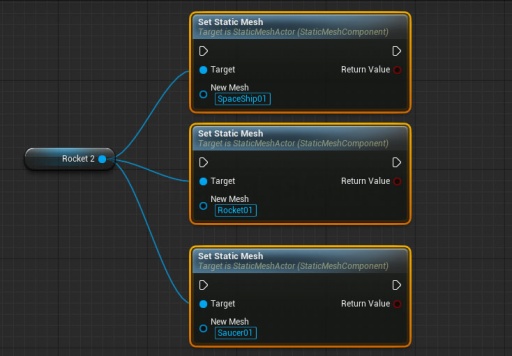 Set Static Mesh
Target is StaticMeshActor (StaticMeshComponent)
Target Return Value
New Mesh
SpaceShip01
Set Static Mesh
Target is StaticMeshActor (StaticMeshComponent)
Rocket 2
Target Return Value
New Mesh
Rocket01
Set Static Mesh
Target is StaticMeshActor (StaticMeshComponent)
Target Return Value
New Mesh
Saucer01